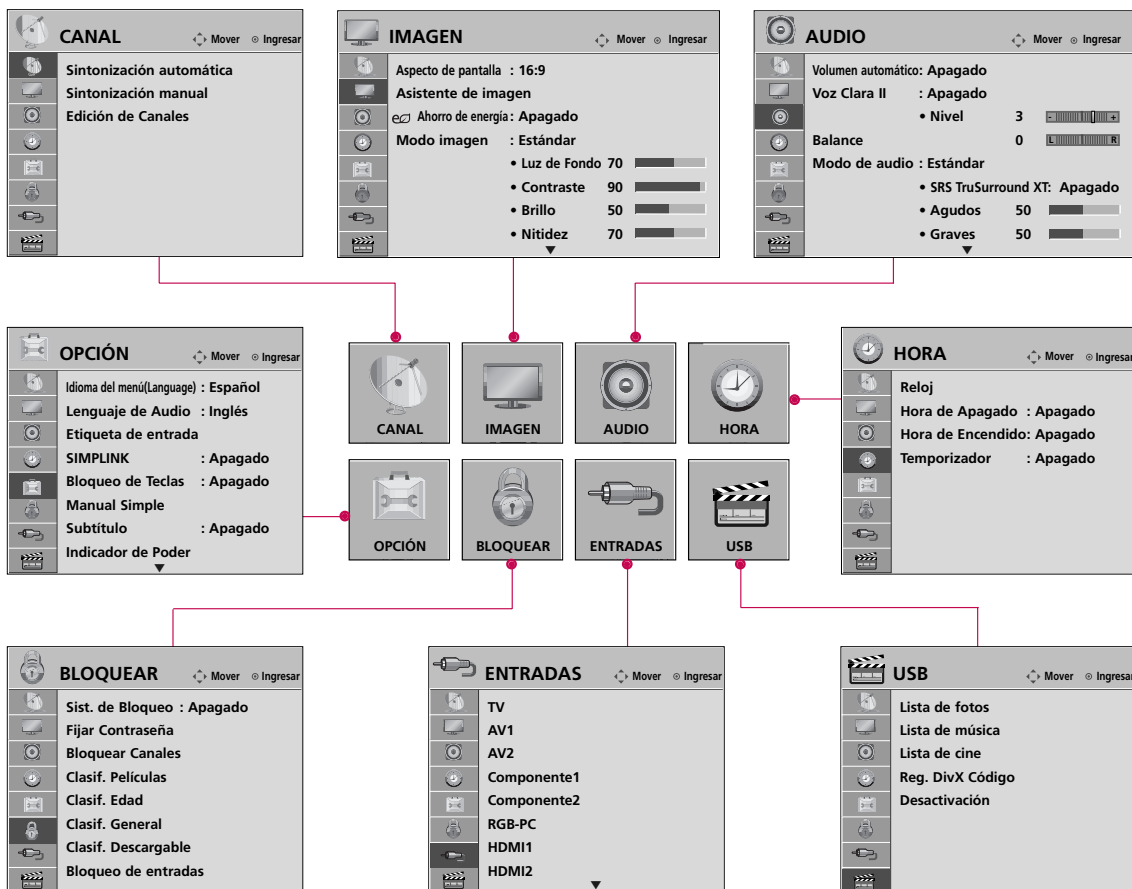 CANAL Mover Ingresar
Sintonización automática
Sintonización manual
Edición de Canales
IMAGEN Mover Ingresar
Aspecto de pantalla : 16:9
Asistente de imagen
eco Ahorro de energía : Apagado
Modo imagen : Estándar
• Luz de Fondo 70
• Contraste 90
• Brillo 50
• Nitidez 70
▼
AUDIO Mover Ingresar
Volumen automático: Apagado
Voz Clara II : Apagado
• Nivel 3 - +
Balance 0 L R
Modo de audio : Estándar
• SRS TruSurround XT: Apagado
• Agudos 50
• Graves 50
▼
OPCIÓN Mover Ingresar
Idioma del menú(Language) : Español
Lenguaje de Audio : Inglés
Etiqueta de entrada
SIMPLINK : Apagado
Bloqueo de Teclas : Apagado
Manual Simple
Subtítulo : Apagado
Indicador de Poder
▼
CANAL
IMAGEN
AUDIO
HORA
OPCIÓN
BLOQUEAR
ENTRADAS
USB
HORA Mover Ingresar
Reloj
Hora de Apagado : Apagado
Hora de Encendido: Apagado
Temporizador : Apagado
BLOQUEAR Mover Ingresar
Sist. de Bloqueo : Apagado
Fijar Contraseña
Bloquear Canales
Clasif. Películas
Clasif. Edad
Clasif. General
Clasif. Descargable
Bloqueo de entradas
ENTRADAS Mover Ingresar
TV
AV1
AV2
Componente1
Componente2
RGB-PC
HDMI1
HDMI2
▼
USB Mover Ingresar
Lista de fotos
Lista de música
Lista de cine
Reg. DivX Código
Desactivación